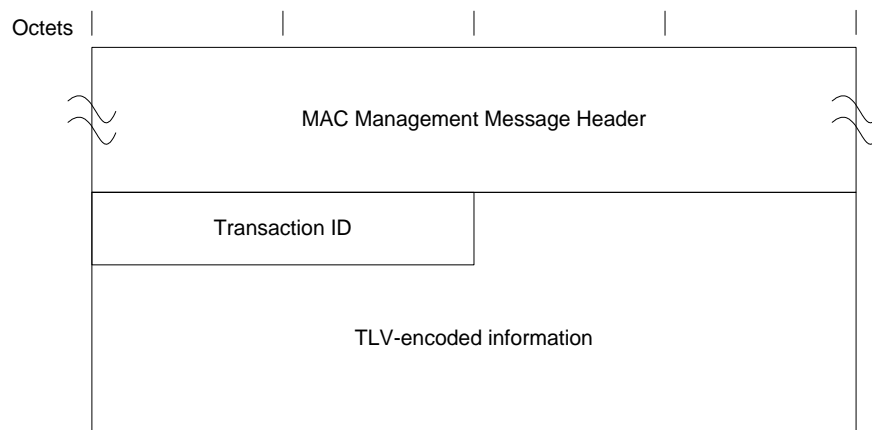 Octets
MAC Management Message Header
Transaction ID
TLV-encoded information